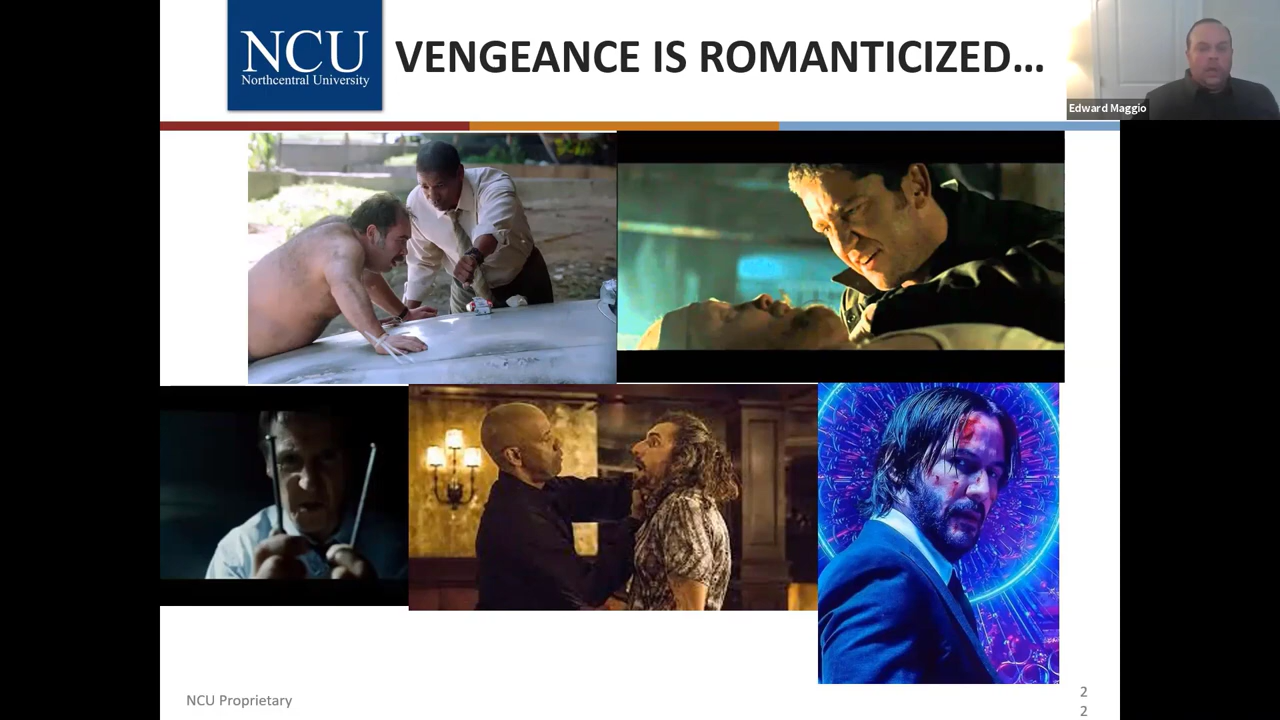 NCU
Northcentral University
VENGEANCE IS ROMANTICIZED…
Edward Maggio
NCU Proprietary
2
2